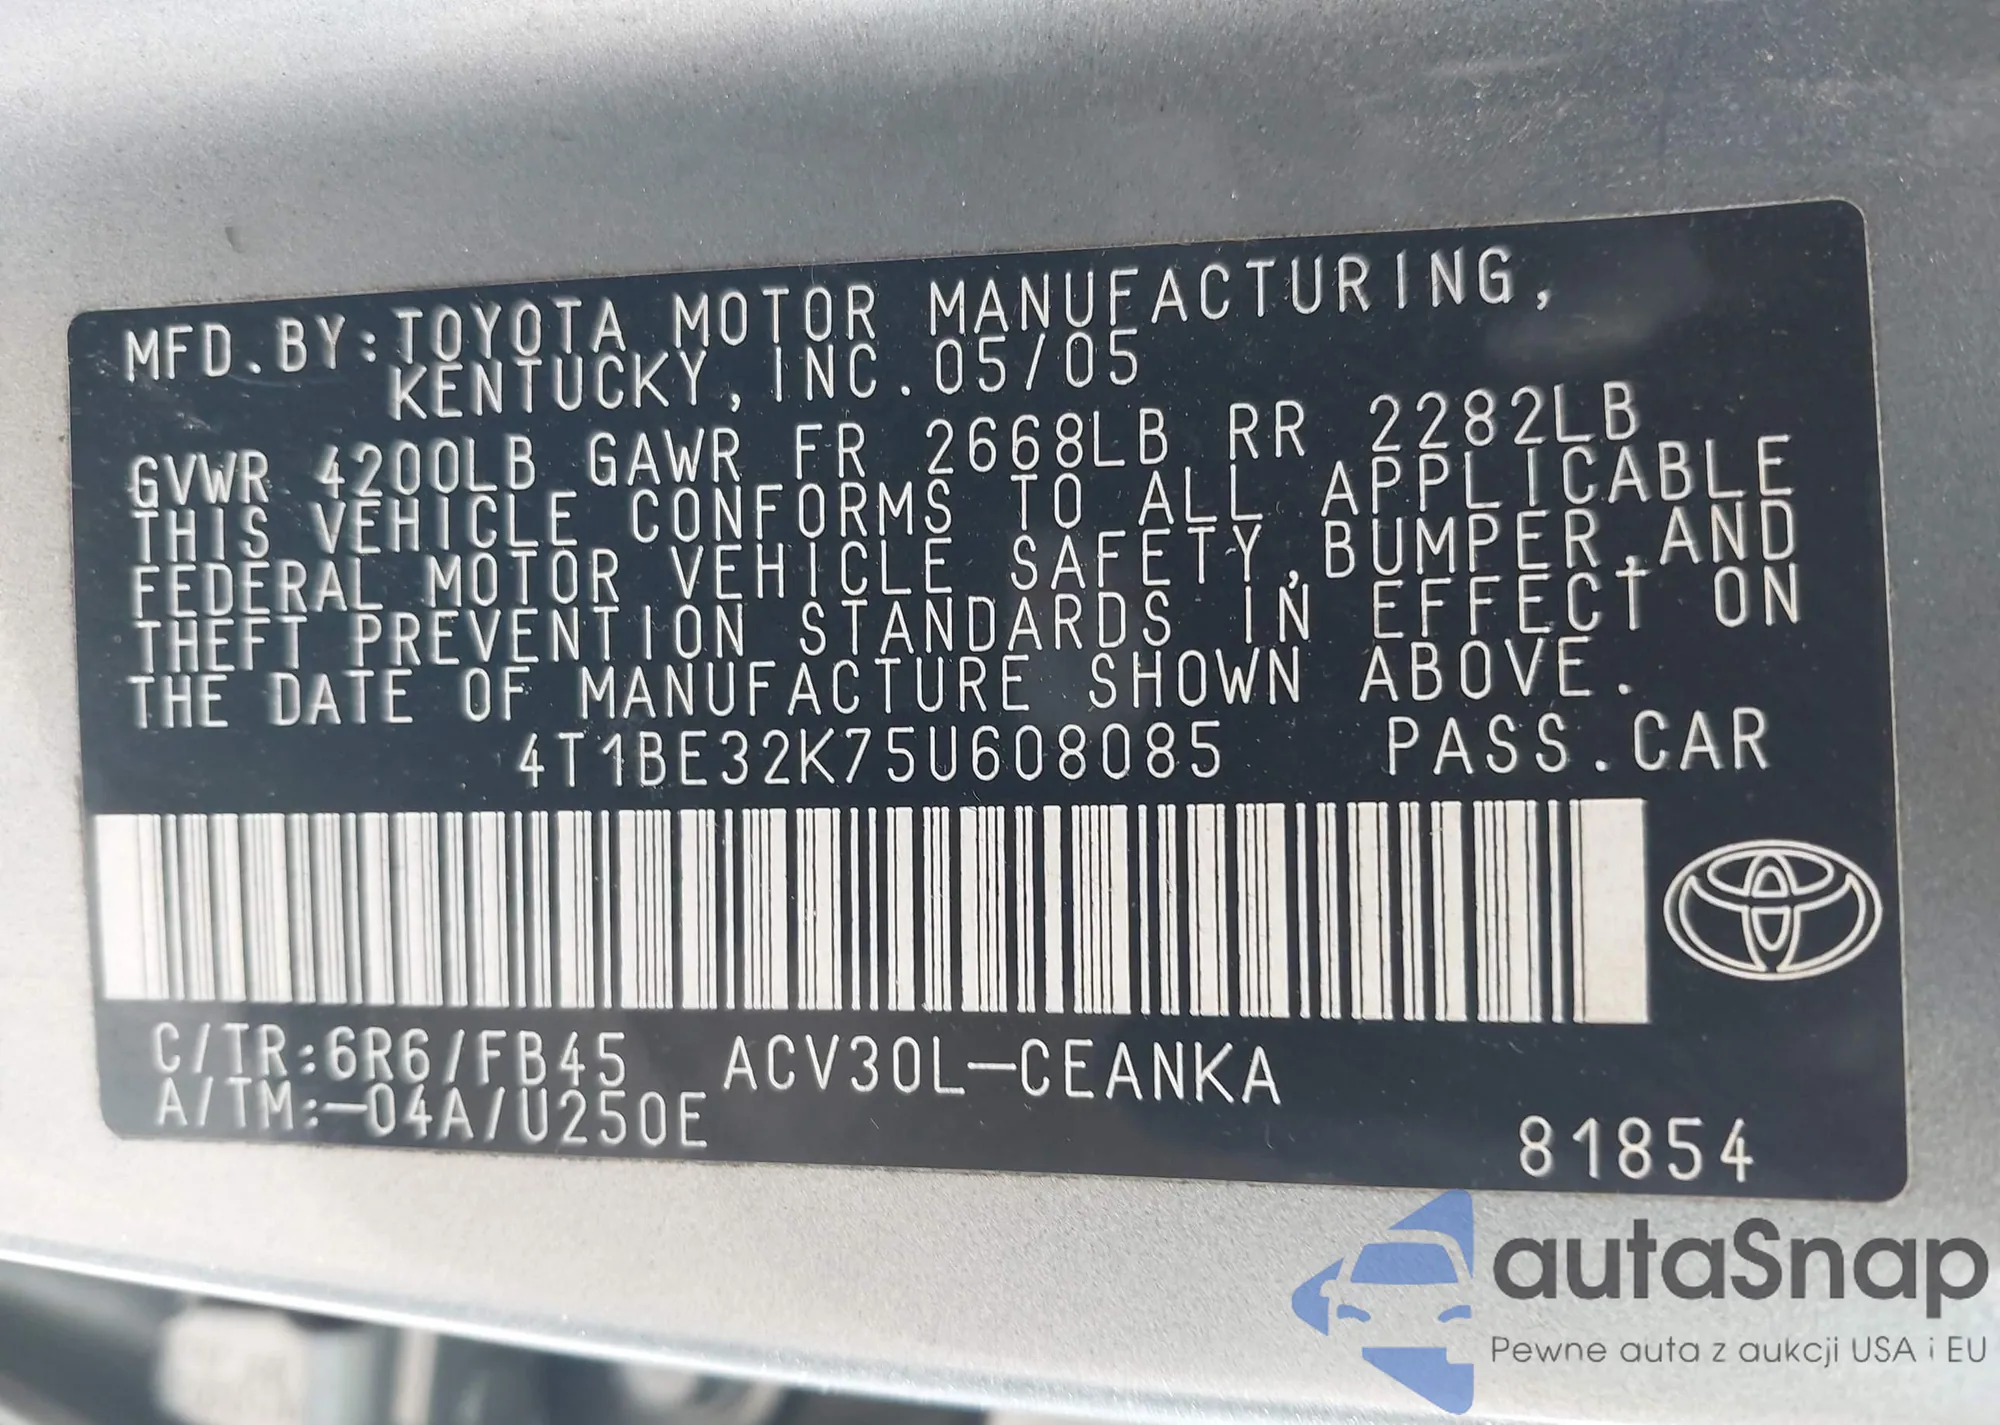 MFD.BY:TOYOTA MOTOR MANUFACTURING,
KENTUCKY, INC.05/05
GVWR 4200LB GAWR FR 2668LB RR 2282LB
THIS VEHICLE CONFORMS TO ALL APPLICABLE
FEDERAL MOTOR VEHICLE SAFETY,BUMPER,AND
THEFT PREVENTION STANDARDS IN EFFECT ON
THE DATE OF MANUFACTURE SHOWN ABOVE.
4T1BE32K75U608085 PASS.CAR
C/TR:6R6/FB45 ACV30L-CEANKA
A/TM:-04A/U250E
81854
autaSnap
Pewne auta z aukcji USA i EU